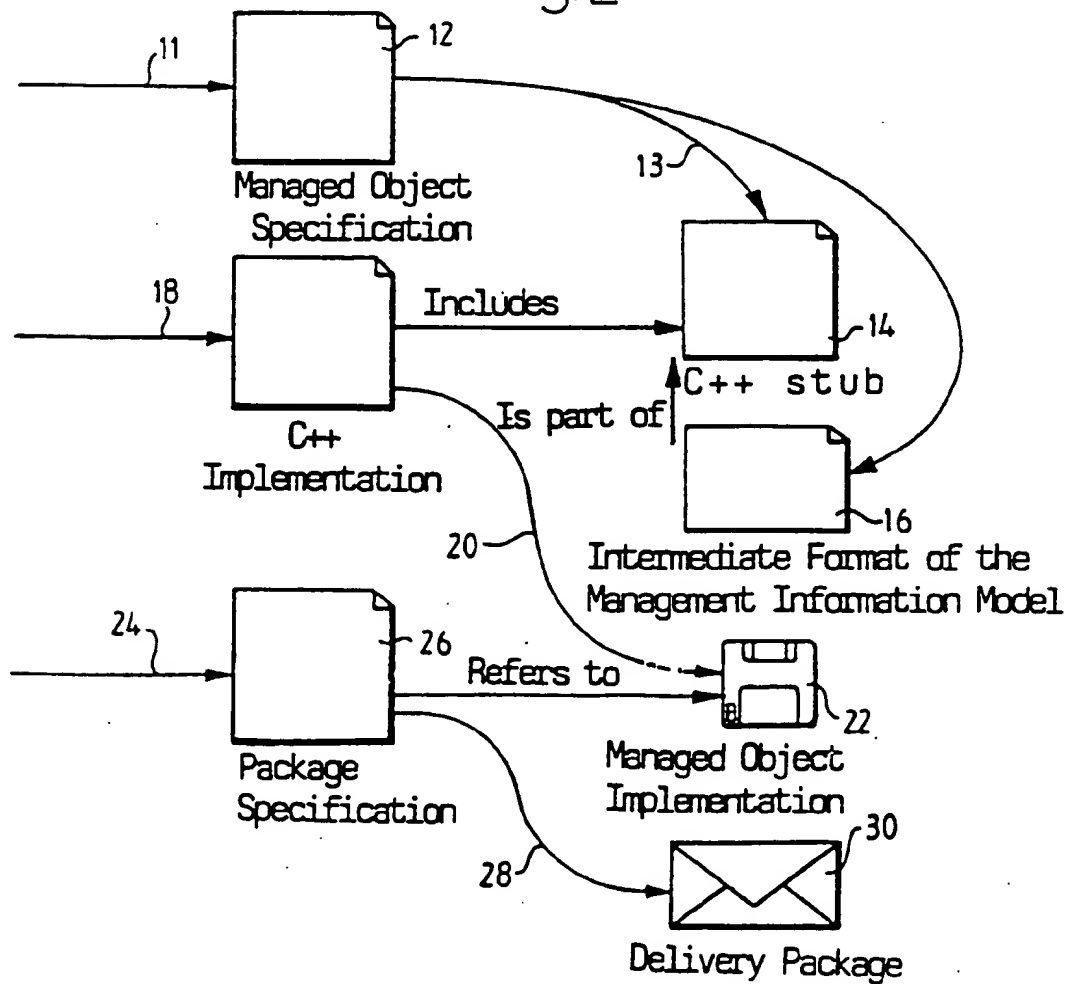 11
12
Managed Object
Specification
13
18
Includes
14
C++ stub
Is part of
C++
Implementation
16
20
Intermediate Format of the
Management Information Model
24
26
Refers to
22
Package
Specification
Managed Object
Implementation
28
30
Delivery Package